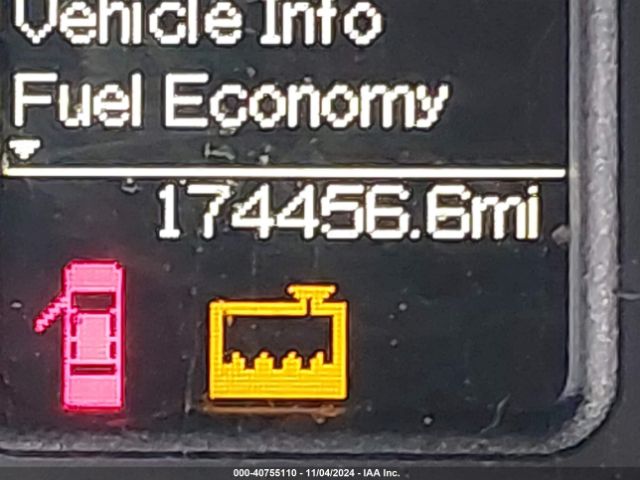 Vehicle Info
Fuel Economy
174456.6mi
000-40755110 - 11/04/2024 - IAA Inc.